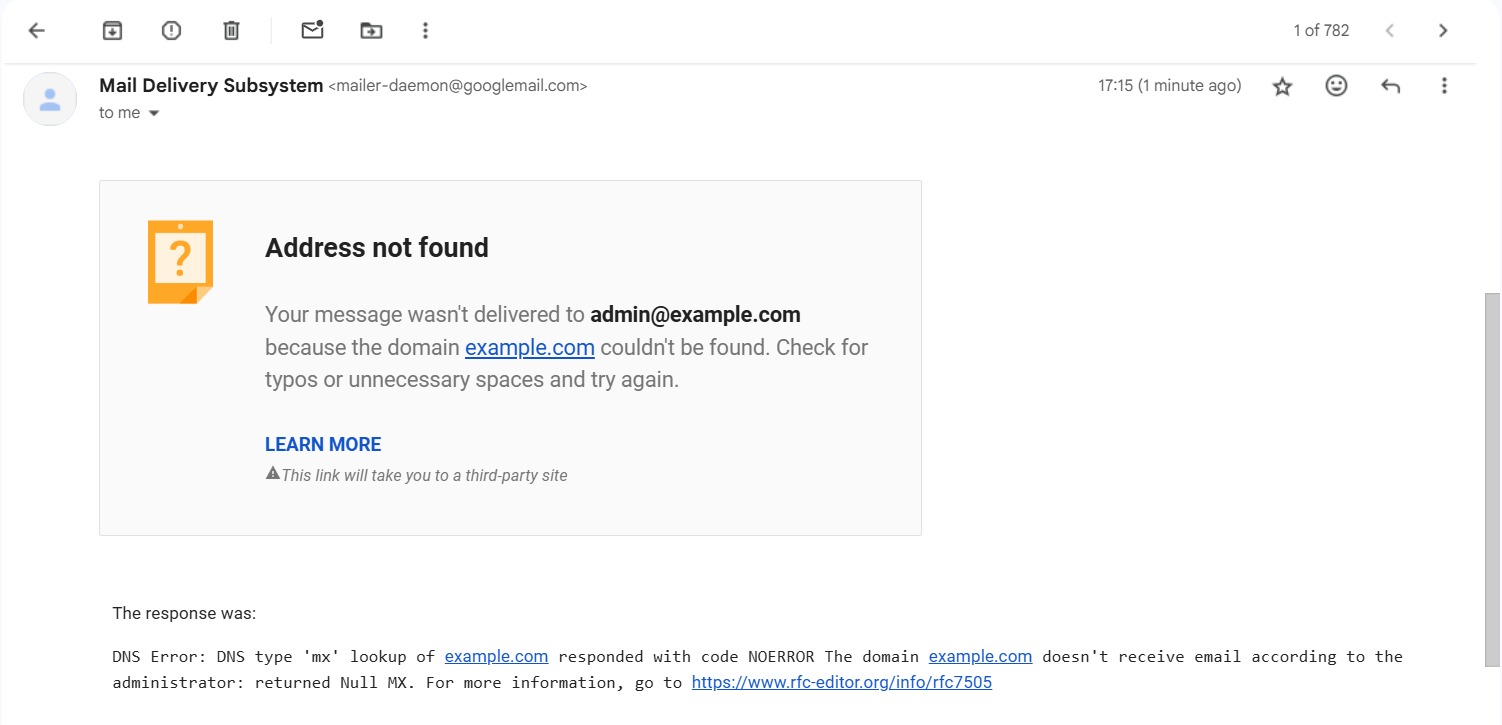 1 of 782
Mail Delivery Subsystem <mailer-daemon@googlemail.com>
17:15 (1 minute ago)
to me
?
Address not found
Your message wasn't delivered to admin@example.com
because the domain example.com couldn't be found. Check for
typos or unnecessary spaces and try again.
LEARN MORE
This link will take you to a third-party site
The response was:
DNS Error: DNS type 'mx' lookup of example.com responded with code NOERROR The domain example.com doesn't receive email according to the
administrator: returned Null MX. For more information, go to https://www.rfc-editor.org/info/rfc7505